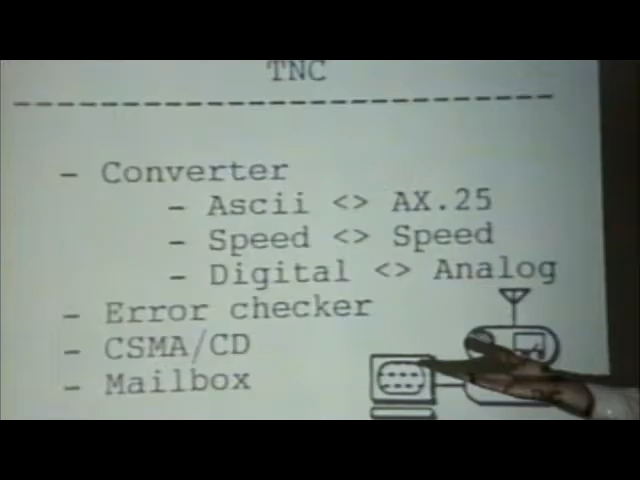 TNC
- Converter
- Ascii <> AX.25
- Speed <> Speed
- Digital <> Analog
- Error checker
- CSMA/CD
- Mailbox